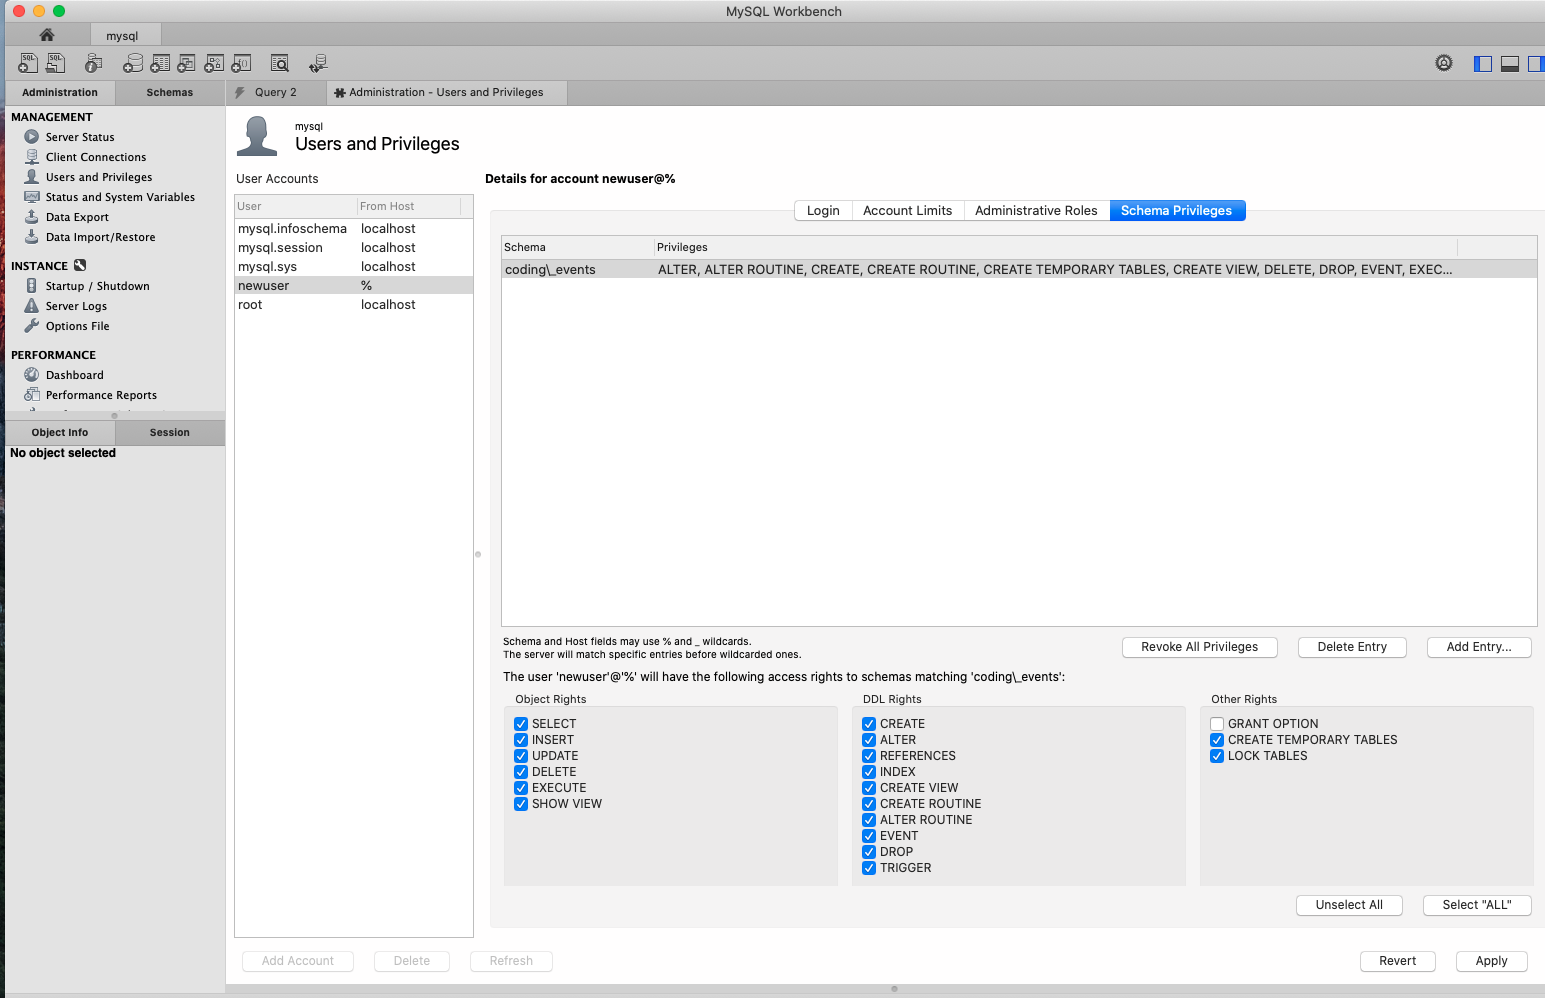 MySQL Workbench
mysql
Administration
Schemas
Query 2
Administration - Users and Privileges
MANAGEMENT
Server Status
Client Connections
Users and Privileges
Status and System Variables
Data Export
Data Import/Restore
INSTANCE
Startup / Shutdown
Server Logs
Options File
PERFORMANCE
Dashboard
Performance Reports
Object Info
Session
No object selected
mysql
Users and Privileges
User Accounts
User From Host
mysql.infoschema localhost
mysql.session localhost
mysql.sys localhost
newuser %
root localhost
Add Account
Delete
Refresh
Details for account newuser@%
Login
Account Limits
Administrative Roles
Schema Privileges
Schema Privileges
coding\_events ALTER, ALTER ROUTINE, CREATE, CREATE ROUTINE, CREATE TEMPORARY TABLES, CREATE VIEW, DELETE, DROP, EVENT, EXEC...
Schema and Host fields may use % and _ wildcards.
The server will match specific entries before wildcarded ones.
Revoke All Privileges
Delete Entry
Add Entry...
The user 'newuser'@'%' will have the following access rights to schemas matching 'coding\_events':
Object Rights
SELECT
INSERT
UPDATE
DELETE
EXECUTE
SHOW VIEW
DDL Rights
CREATE
ALTER
REFERENCES
INDEX
CREATE VIEW
CREATE ROUTINE
ALTER ROUTINE
EVENT
DROP
TRIGGER
Other Rights
GRANT OPTION
CREATE TEMPORARY TABLES
LOCK TABLES
Unselect All
Select "ALL"
Revert
Apply